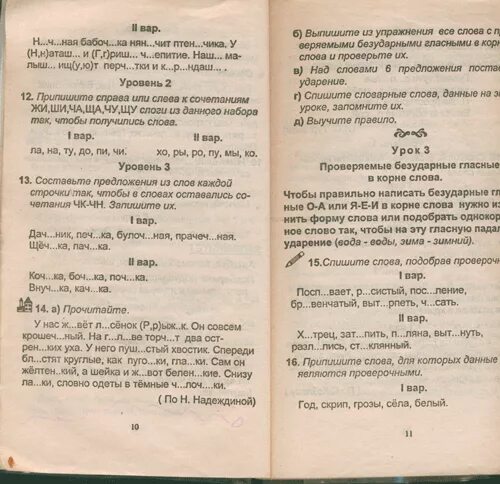 II вар.
Н...ч...ная бабоч...ка нян...чит птен...чика. У
(Н,н)аташ... и (Г,г)риш... ч...епитие. Наш... ма-
лыш... ищ(у,ю)т перч...тки и к...р...ндаш... .
Уровень 2
12. Припишите справа или слева к сочетаниям
ЖИ,ШИ,ЧА,ЩА,ЧУ,ЩУ слоги из данного набора
так, чтобы получились слова.
I вар. II вар.
ла, на, ту, до, пи, чи. хо, ры, ро, пу, мы, ко.
Уровень 3
13. Составьте предложения из слов каждой
строчки так, чтобы в словах оставались со-
четания ЧК-ЧН. Запишите их.
I вар.
Дач...ник, печ...ка, булоч...ная, прачеч...ная.
Щёч...ка, пач...ка.
II вар.
Коч...ка, боч...ка, поч...ка.
Внуч...ка, кач...ка.
14. а) Прочитайте.
У нас ж...вёт л...сёнок (Р,р)ыж...к. Он совсем
крошеч...ный. На г...л...ве торч...т два ост-
рен...ких уха. У него пуш...стый хвостик. Спереди
бл...стят круглые, как пуго...ки, гла...ки. Сам он
жёлтен...кий, а шейка и ж...вот белен...кие. Снизу
ла...ки, словно одеты в тёмные ч...лоч...ки.
(По Н. Надеждиной)
10
б) Выпишите из упражнения все слова с п
веряемыми безударными гласными в корн
слова и проверьте их.
в) Над словами 6 предложения постав
ударение.
г) Спишите словарные слова, данные на э
уроке, запомните их.
д) Выучите правило.
Урок 3
Проверяемые безударные гласные
в корне слова.
Чтобы правильно написать безударные гл
ные О-А или Я-Е-И в корне слова нужно из
нить форму слова или подобрать однокор
ное слово так, чтобы на эту гласную падал
ударение (вода - воды, зима - зимний).
15.Спишите слова, подобрав проверочн
I вар.
Посп...вает, р...систый, пос...ление,
бр...венчатый, выт...рпеть, ч...сать.
II вар.
Х...трец, зат...пить, п...ляна, выт...нуть,
разл...лись, ст...клянный.
16. Припишите слова, для которых данные
являются проверочными.
I вар.
Год, скрип, грозы, сёла, белый.
11